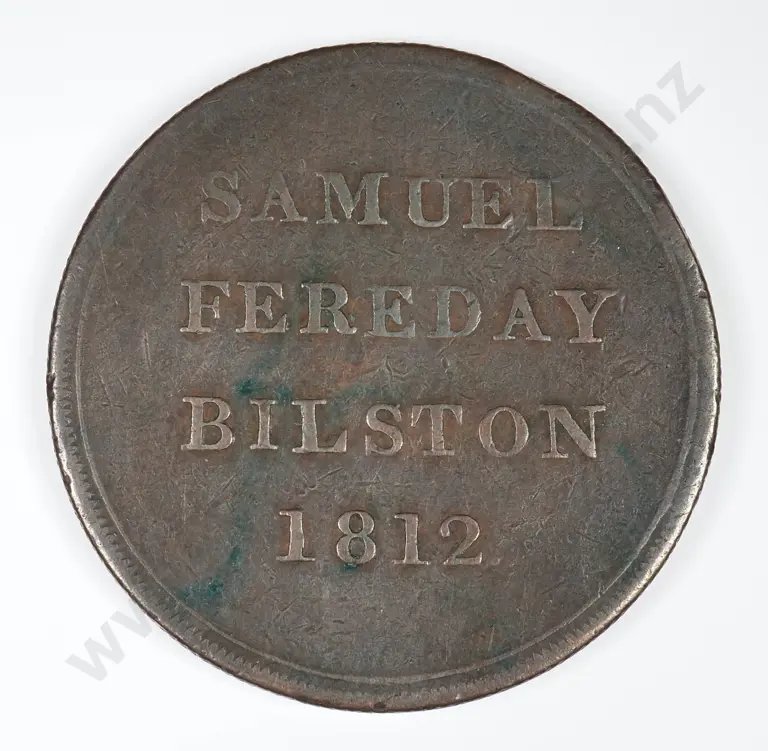 SAMUEL
FEREDAY
BILSTON
1812